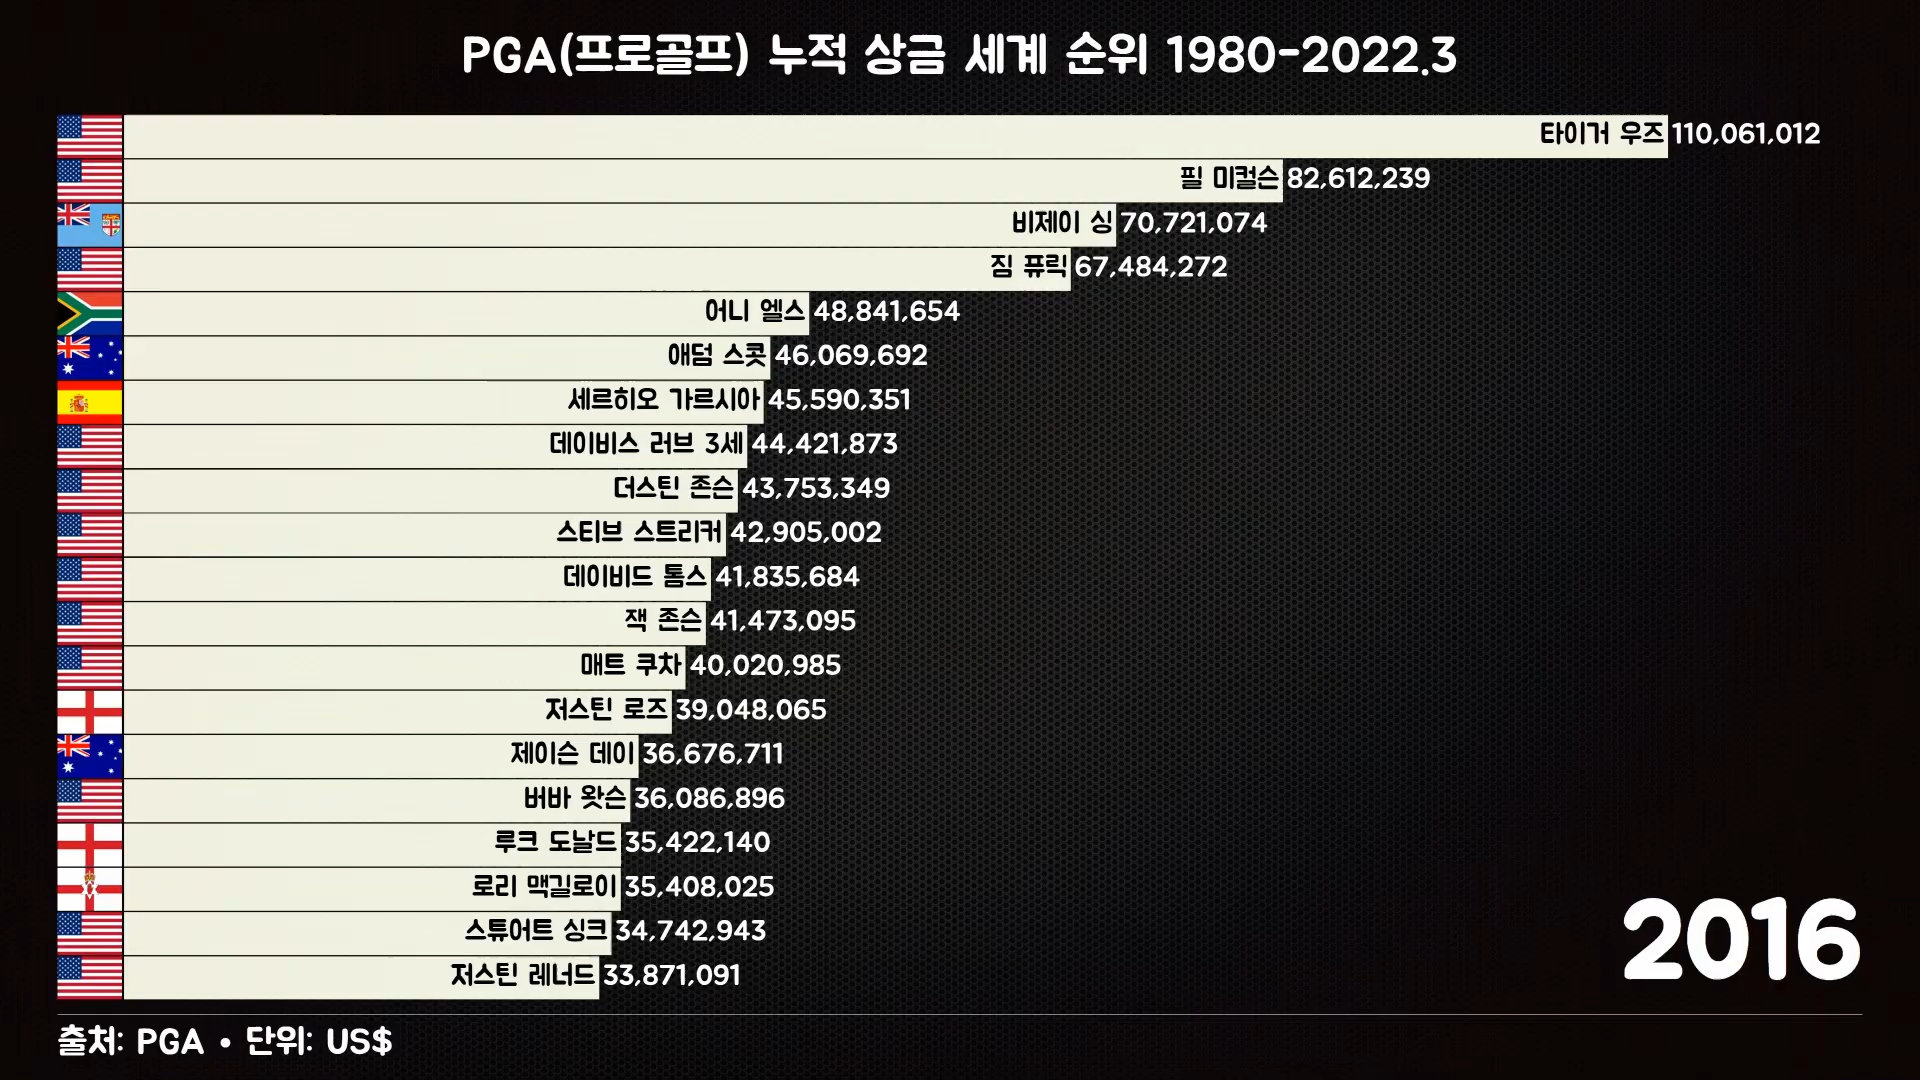 PGA(프로골프) 누적 상금 세계 순위 1980-2022.3
타이거 우즈 110,061,012
필 미컬슨 82,612,239
비제이 싱 70,721,074
짐 퓨릭 67,484,272
어니 엘스 48,841,654
애덤 스콧 46,069,692
세르히오 가르시아 45,590,351
데이비스 러브 3세 44,421,873
더스틴 존슨 43,753,349
스티브 스트리커 42,905,002
데이비드 톰스 41,835,684
잭 존슨 41,473,095
매트 쿠차 40,020,985
저스틴 로즈 39,048,065
제이슨 데이 36,676,711
버바 왓슨 36,086,896
루크 도날드 35,422,140
로리 맥길로이 35,408,025
스튜어트 싱크 34,742,943
저스틴 레너드 33,871,091
2016
출처: PGA • 단위: US$